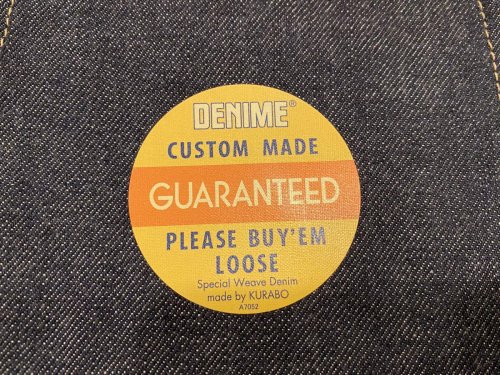 DENIME®
CUSTOM MADE
GUARANTEED
PLEASE BUY'EM
LOOSE
Special Weave Denim
made by KURABO
A7052